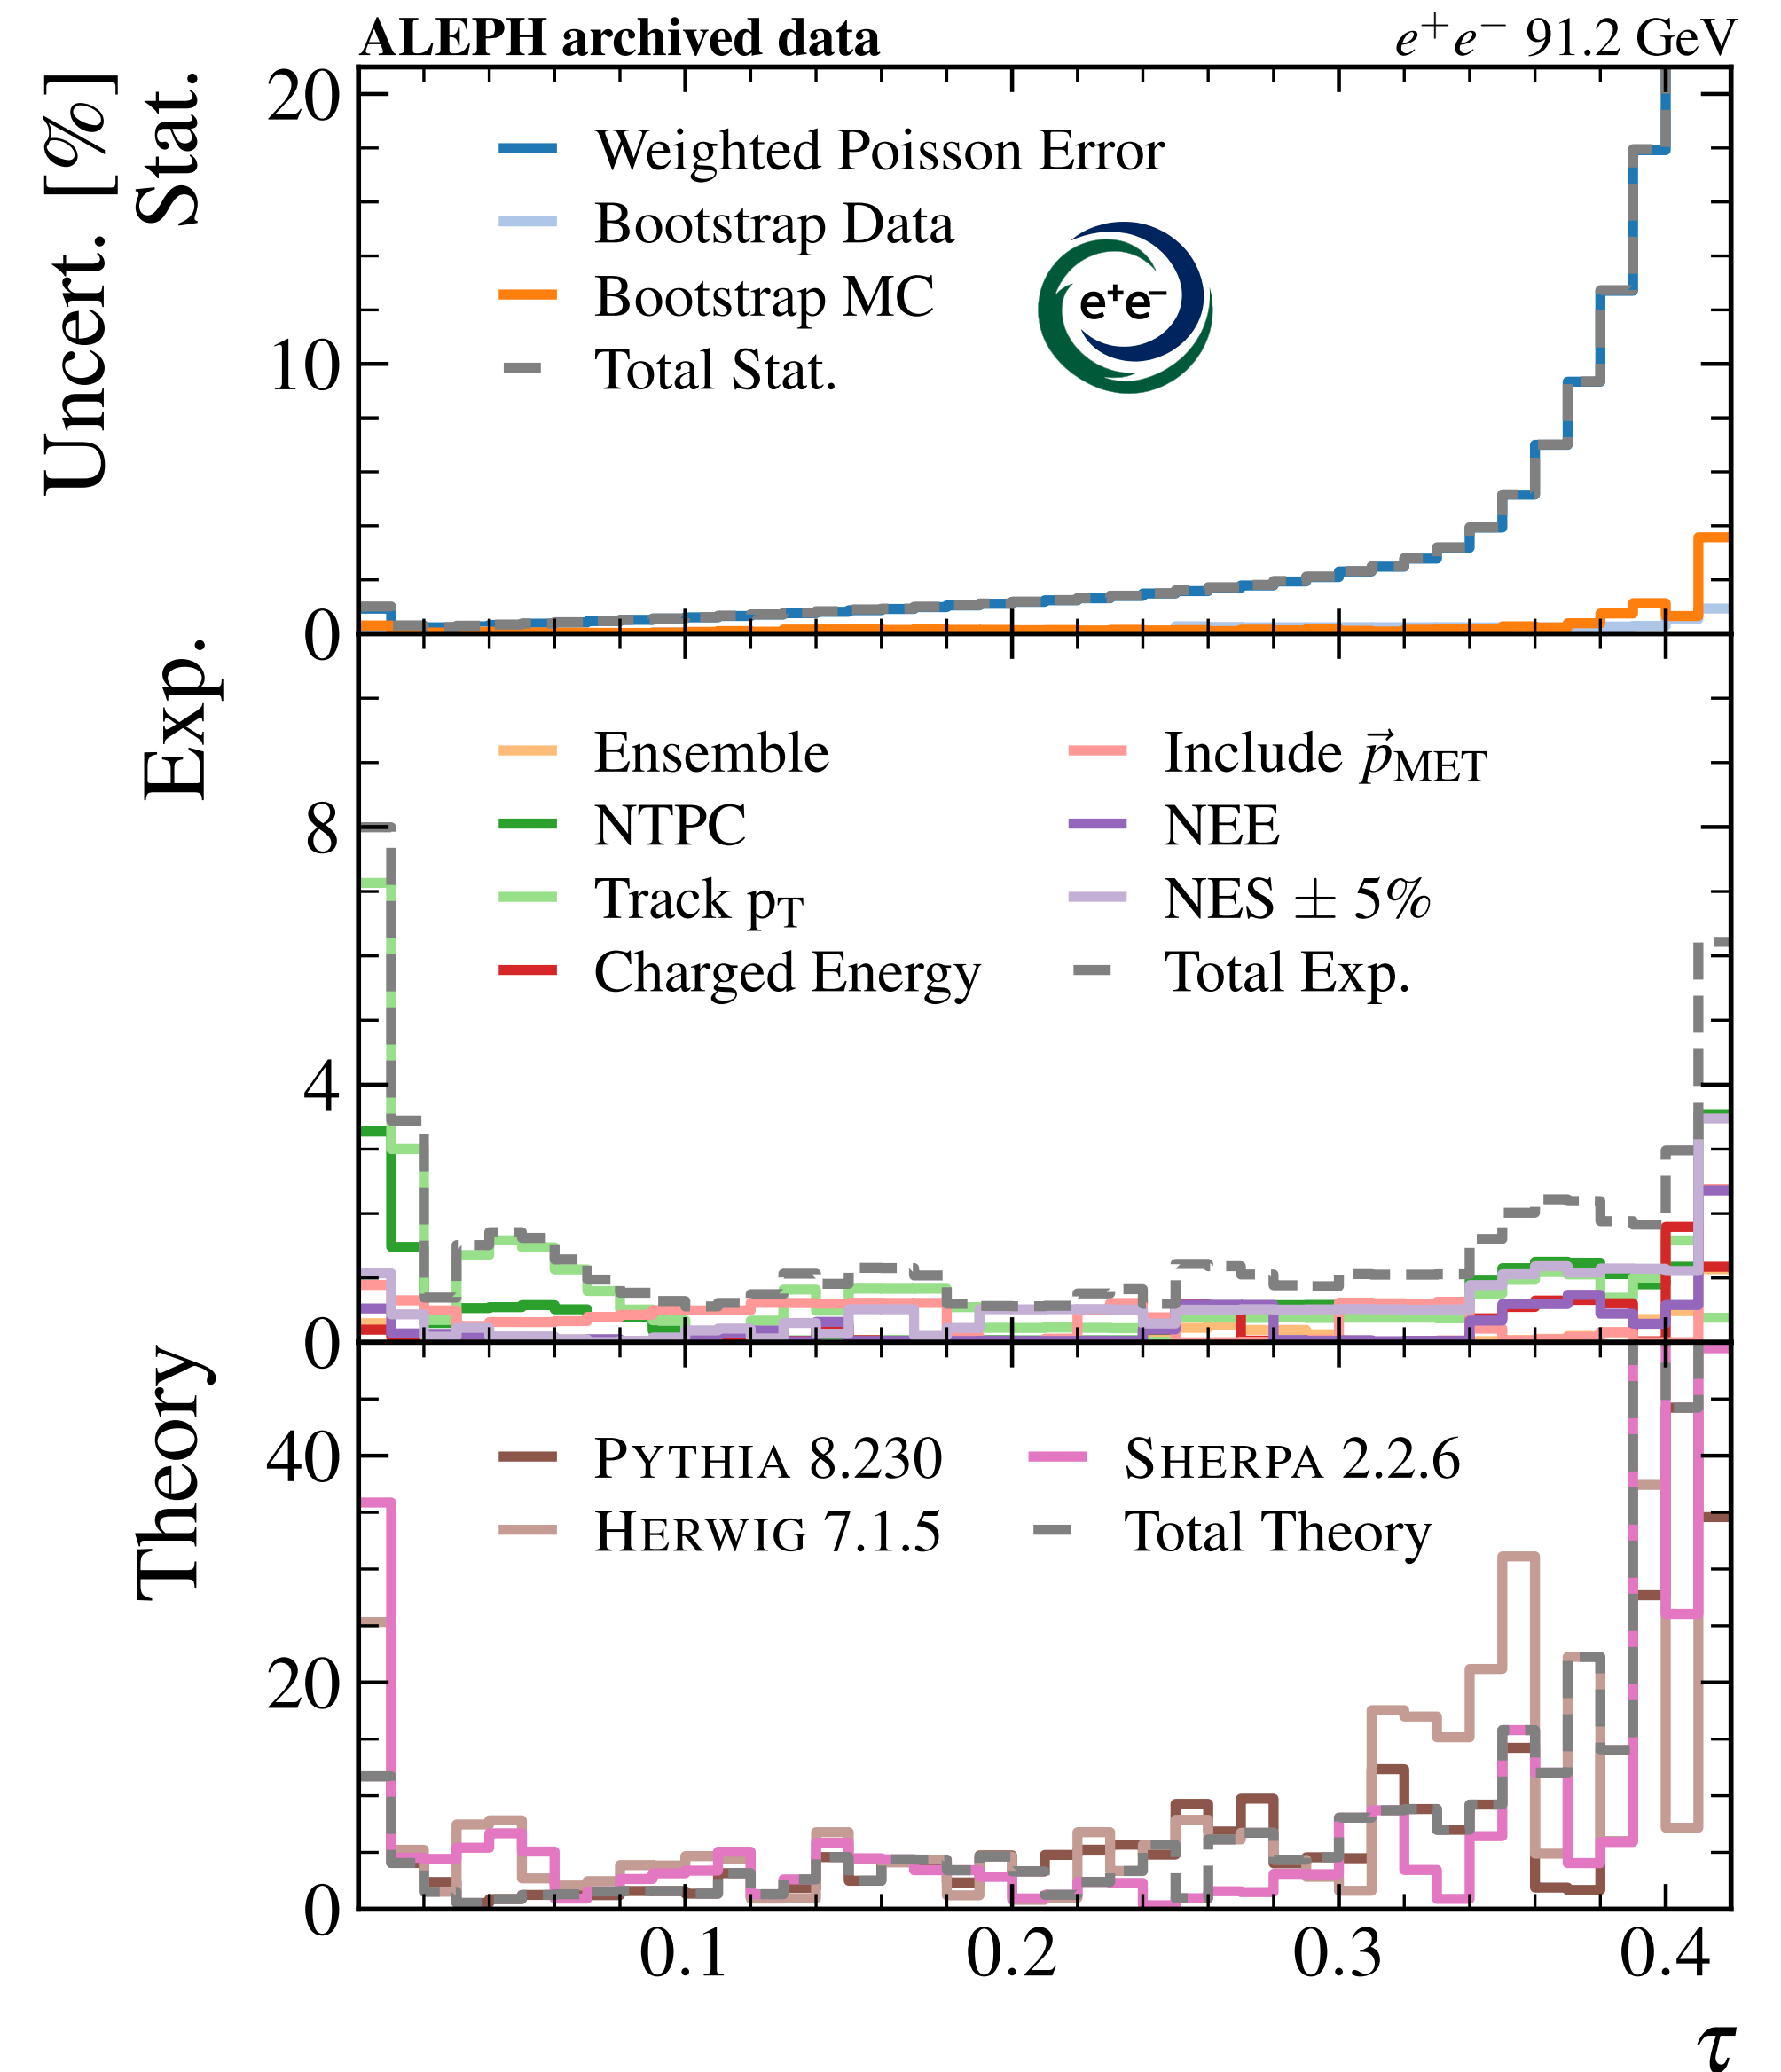 ALEPH archived data
e⁺e⁻ 91.2 GeV
Uncert. [%]
Stat.
20
10
0
Weighted Poisson Error
Bootstrap Data
Bootstrap MC
Total Stat.
e⁺e⁻
Exp.
8
4
0
Ensemble
NTPC
Track pT
Charged Energy
Include p⃗MET
NEE
NES ± 5%
Total Exp.
Theory
40
20
0
PYTHIA 8.230
HERWIG 7.1.5
SHERPA 2.2.6
Total Theory
0.1 0.2 0.3 0.4
τ